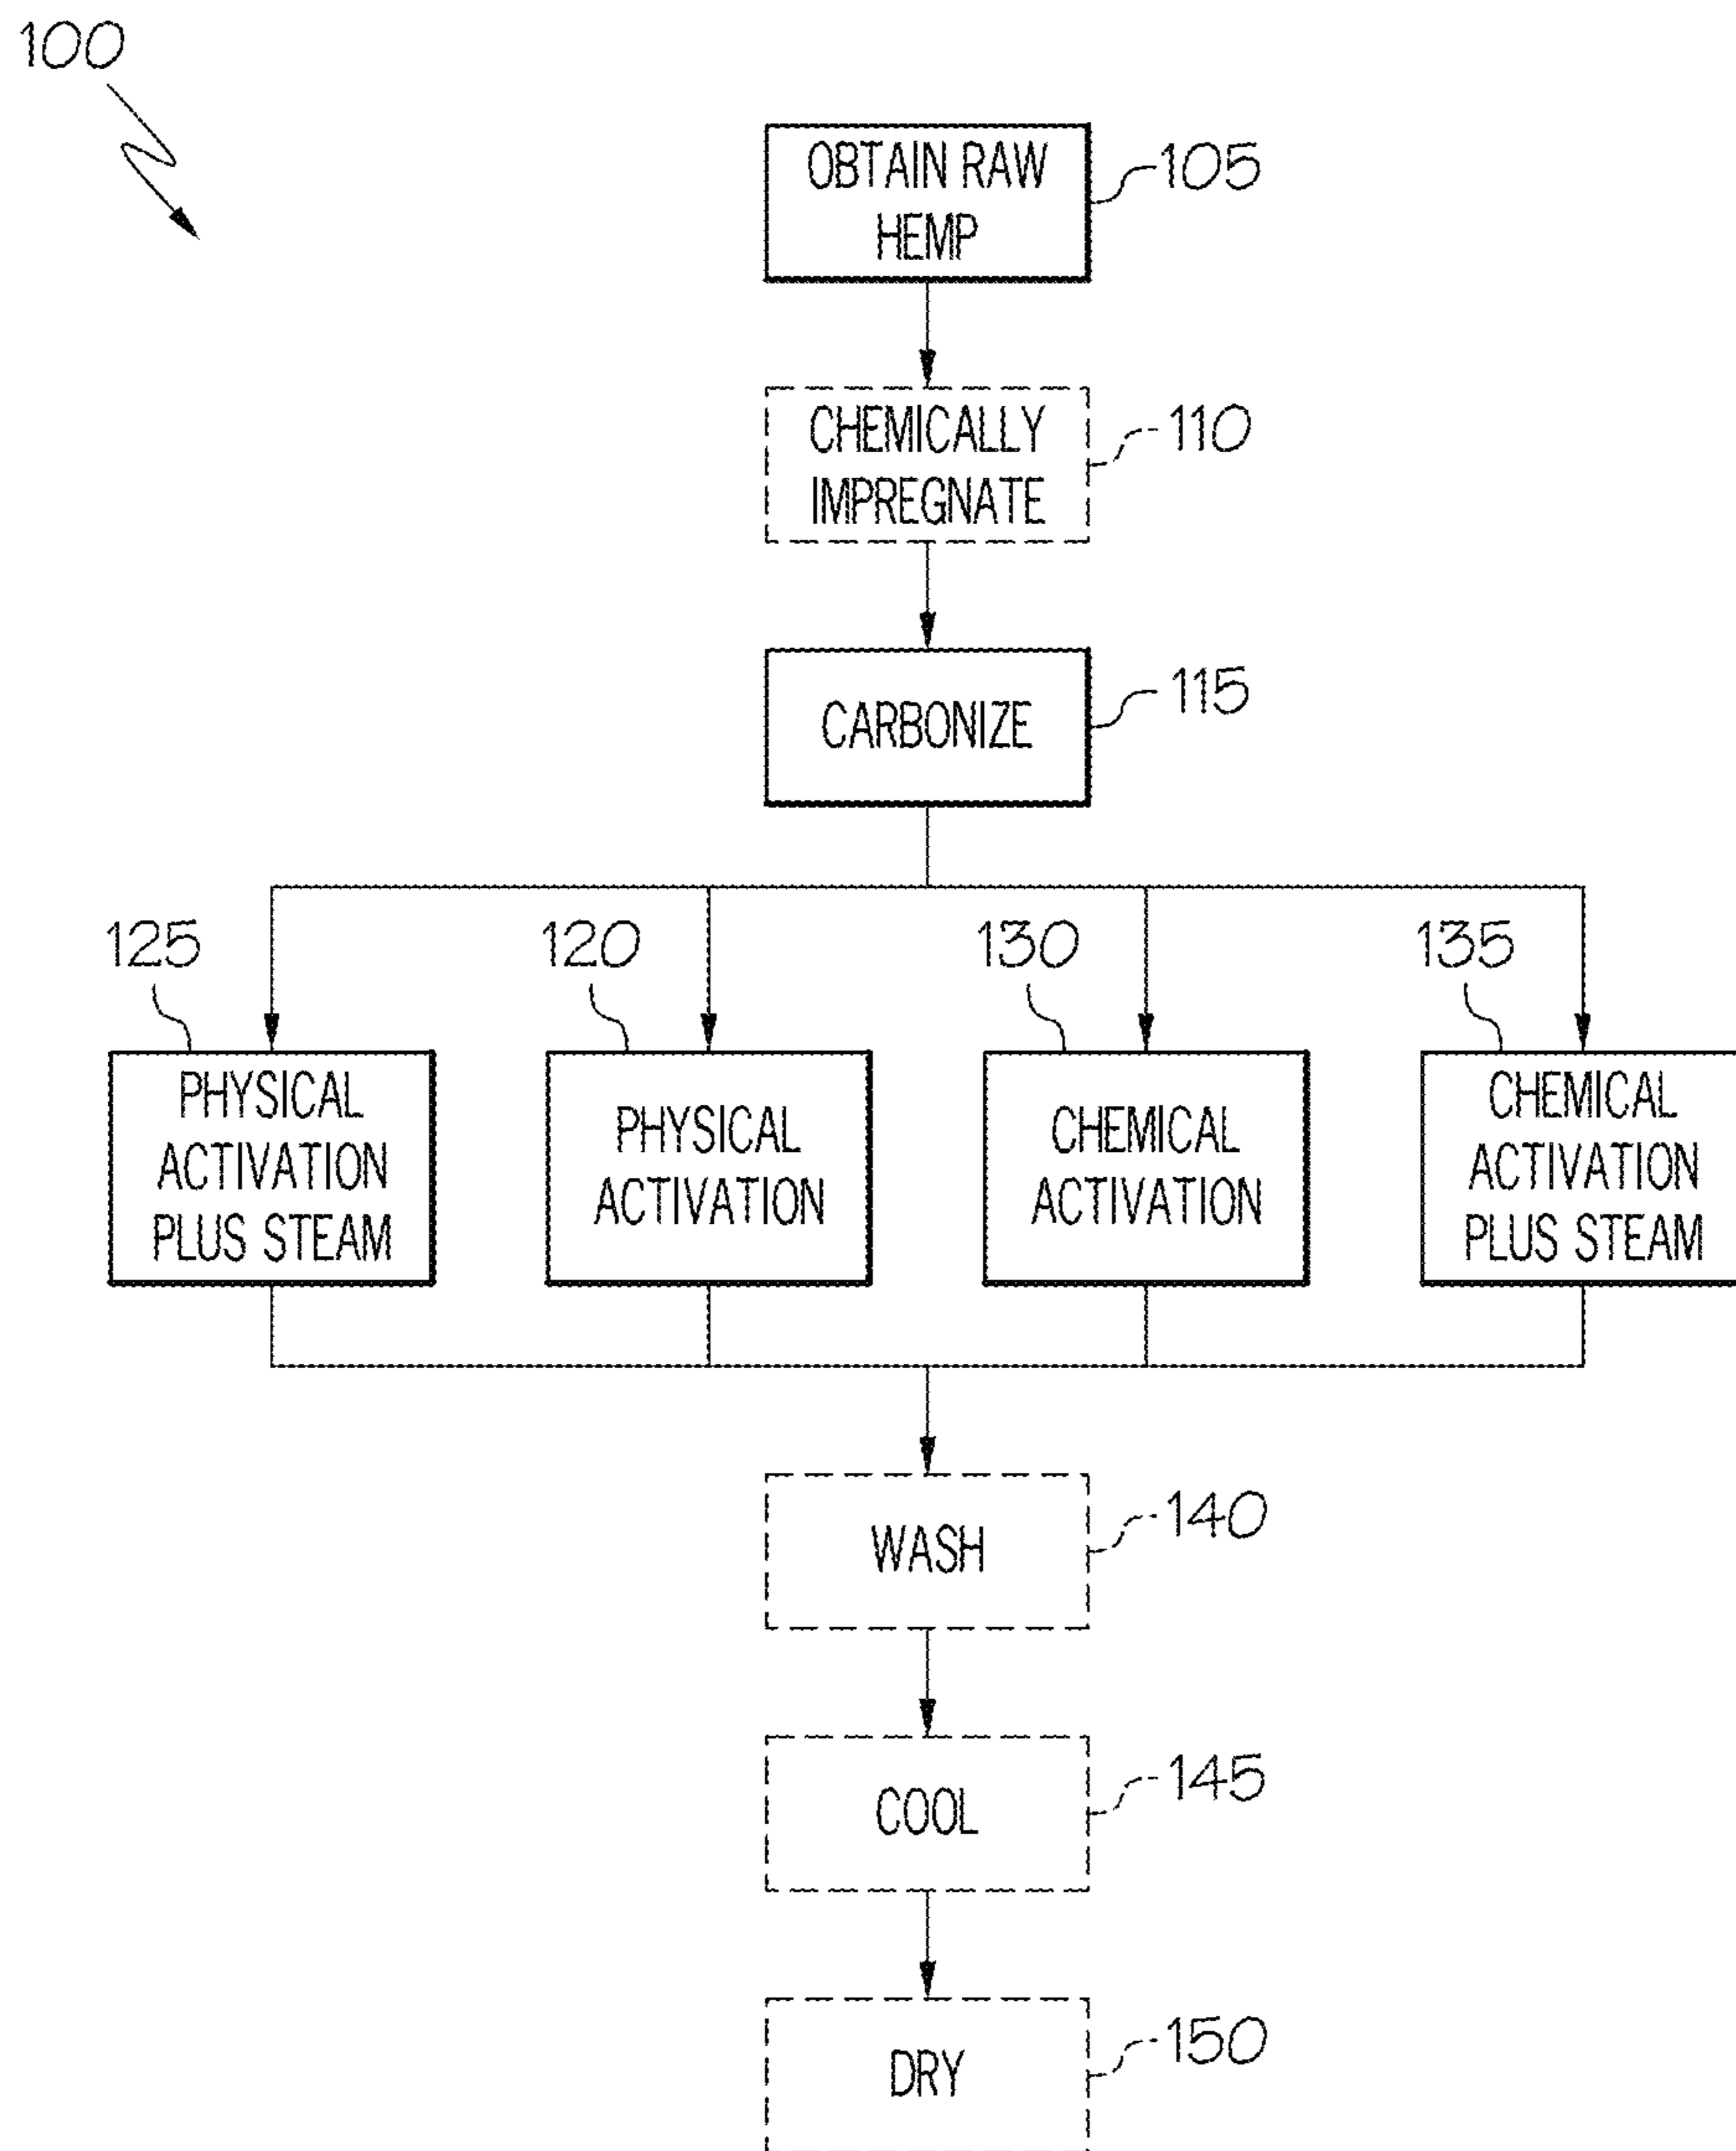 100
OBTAIN RAW
HEMP
105
CHEMICALLY
IMPREGNATE
110
CARBONIZE
115
125
120
130
135
PHYSICAL
ACTIVATION
PLUS STEAM
PHYSICAL
ACTIVATION
CHEMICAL
ACTIVATION
CHEMICAL
ACTIVATION
PLUS STEAM
WASH
140
COOL
145
DRY
150